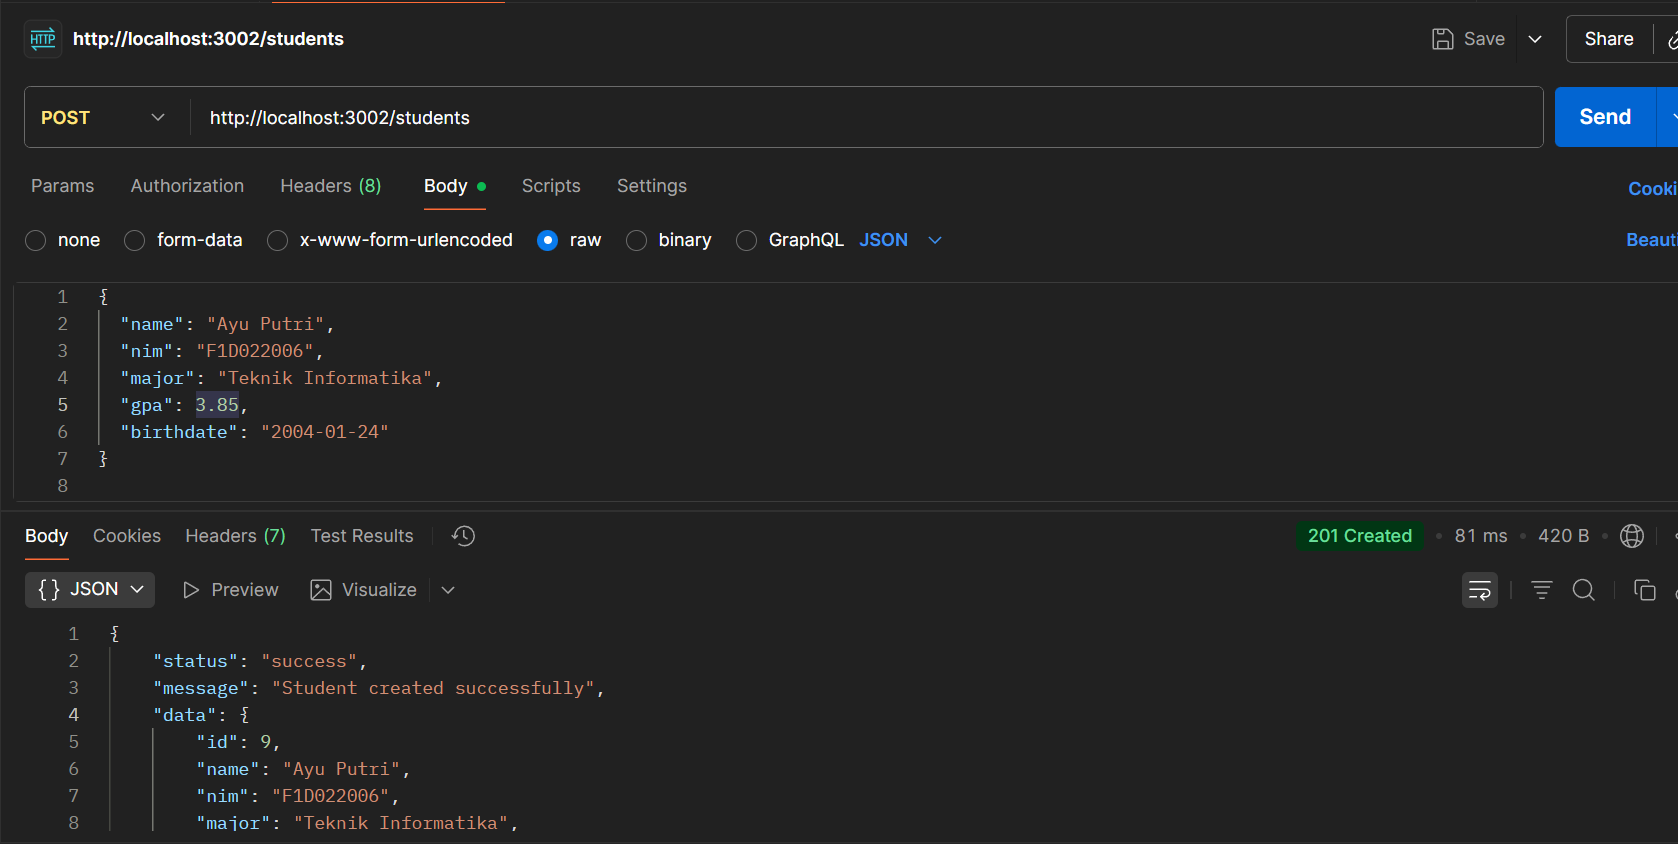 HTTP http://localhost:3002/students Save Share
POST http://localhost:3002/students Send
Params Authorization Headers (8) Body Scripts Settings Cooki
none form-data x-www-form-urlencoded raw binary GraphQL JSON Beauti
1 {
2 "name": "Ayu Putri",
3 "nim": "F1D022006",
4 "major": "Teknik Informatika",
5 "gpa": 3.85,
6 "birthdate": "2004-01-24"
7 }
8
Body Cookies Headers (7) Test Results 201 Created • 81 ms • 420 B •
{} JSON Preview Visualize
1 {
2 "status": "success",
3 "message": "Student created successfully",
4 "data": {
5 "id": 9,
6 "name": "Ayu Putri",
7 "nim": "F1D022006",
8 "major": "Teknik Informatika",